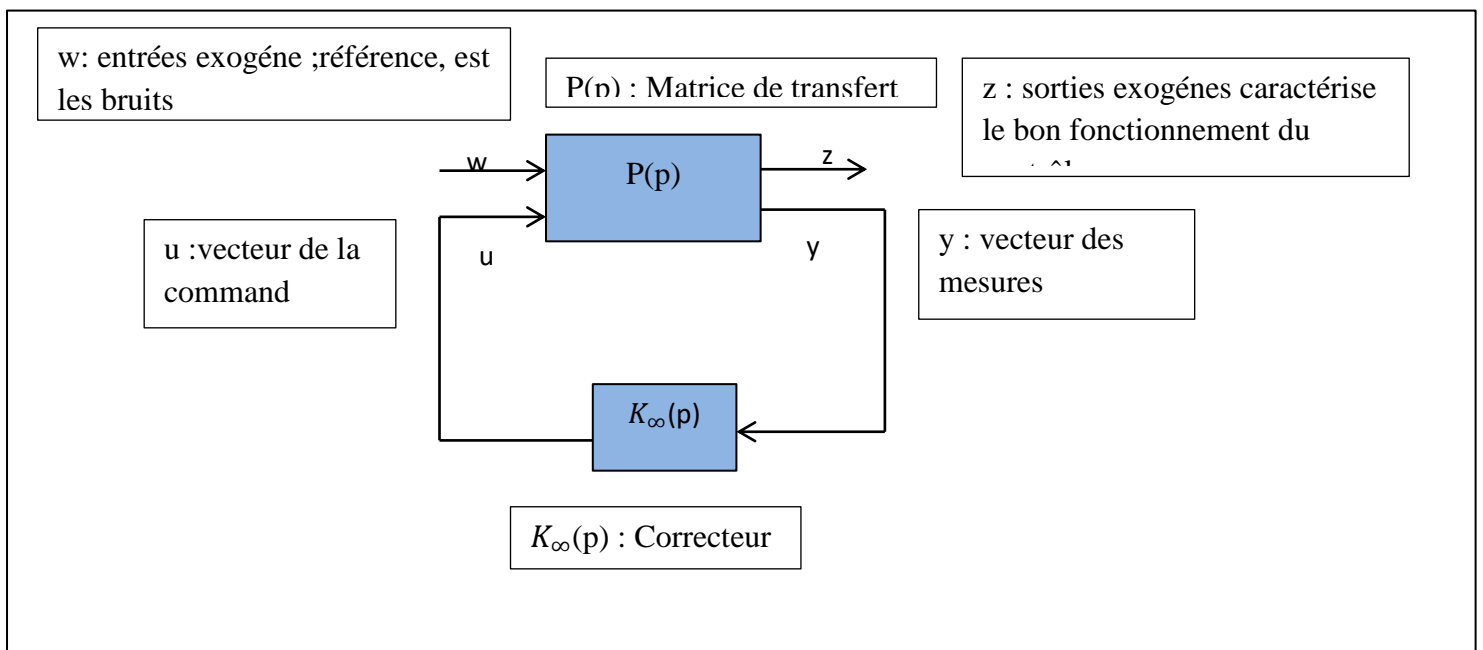 w: entrées exogéne ;référence, est
les bruits
P(p) : Matrice de transfert
z : sorties exogénes caractérise
le bon fonctionnement du
w
P(p)
z
u :vecteur de la
command
u
y
y : vecteur des
mesures
K∞(p)
K∞(p) : Correcteur